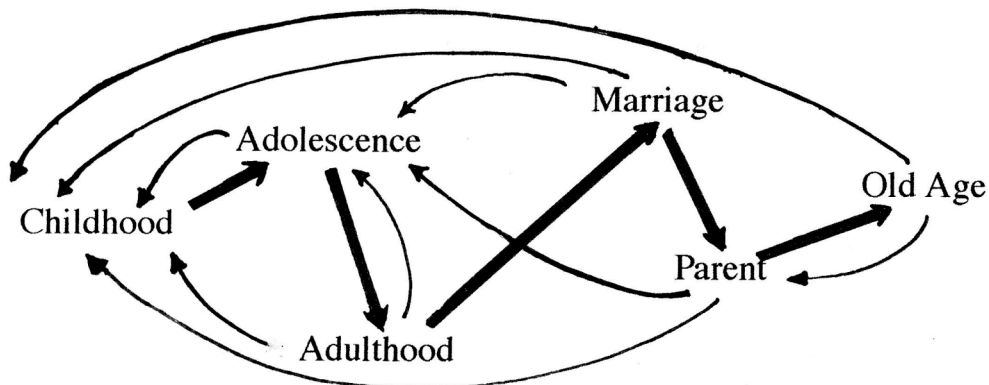 Marriage
Adolescence
Old Age
Childhood
Parent
Adulthood